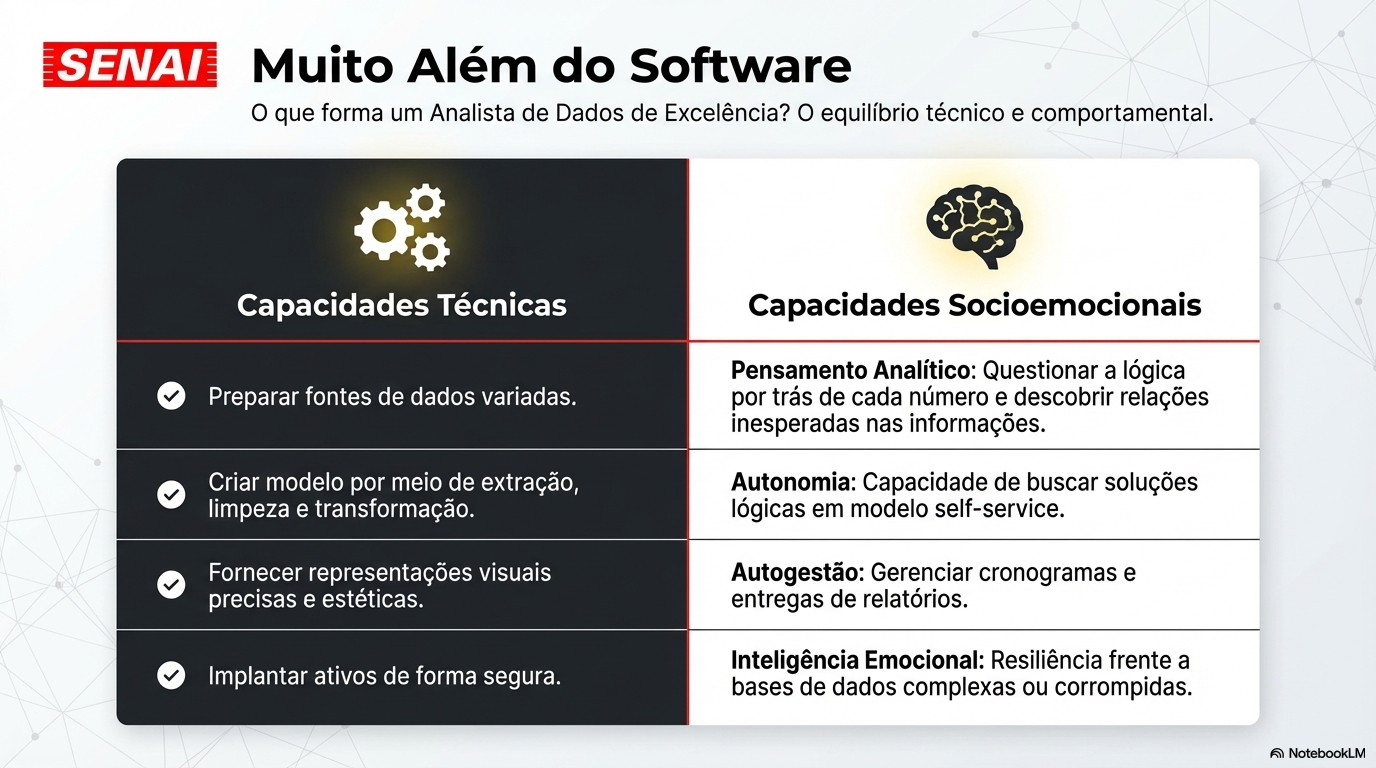 SENAI
Muito Além do Software
O que forma um Analista de Dados de Excelência? O equilíbrio técnico e comportamental.
Capacidades Técnicas
Preparar fontes de dados variadas.
Criar modelo por meio de extração,
limpeza e transformação.
Fornecer representações visuais
precisas e estéticas.
Implantar ativos de forma segura.
Capacidades Socioemocionais
Pensamento Analítico: Questionar a lógica
por trás de cada número e descobrir relações
inesperadas nas informações.
Autonomia: Capacidade de buscar soluções
lógicas em modelo self-service.
Autogestão: Gerenciar cronogramas e
entregas de relatórios.
Inteligência Emocional: Resiliência frente a
bases de dados complexas ou corrompidas.
NotebookLM